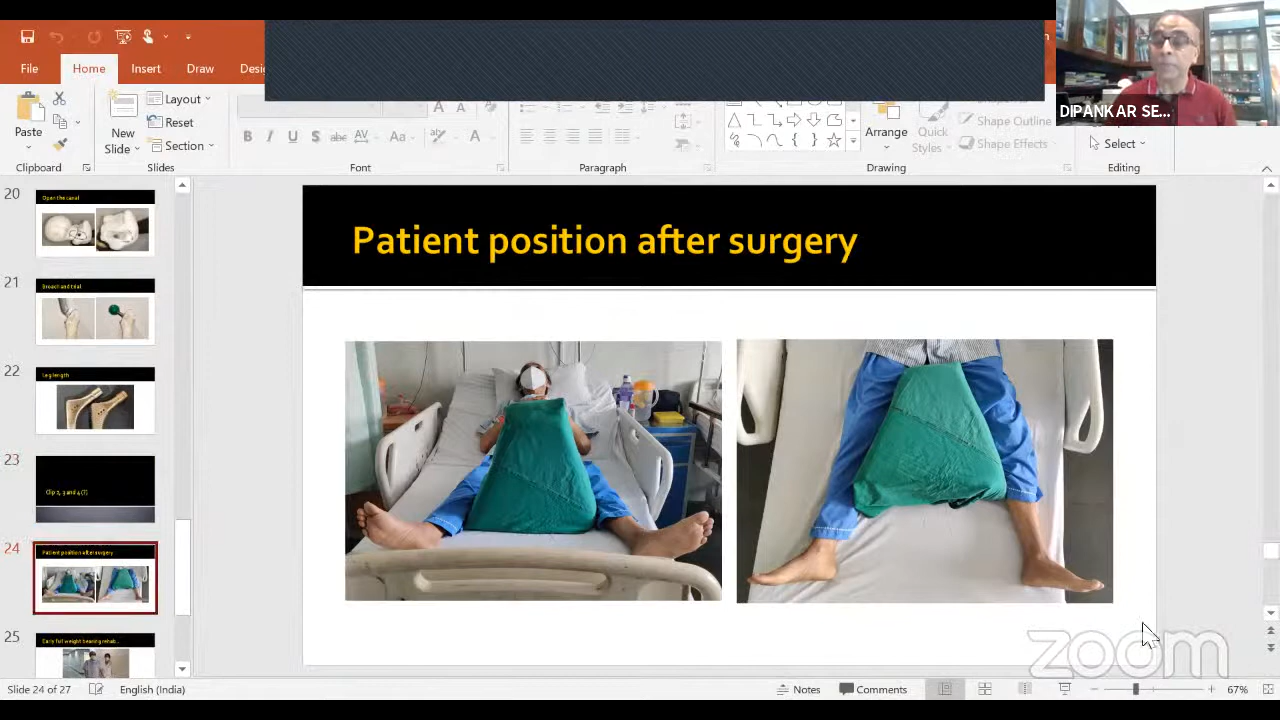 File
Home
Insert
Draw
Desi
DIPANKAR SE...
Paste
New
Slide
Layout
Reset
Section
Arrange
Quick
Styles
Shape Outline
Shape Effects
Select
Clipboard
Slides
Font
Paragraph
Drawing
Editing
20
Open the canal
21
Broach and trial
22
Leg length
23
Clip 2, 3 and 4 (7)
24
Patient position after surgery
25
Early full weight bearing rehab...
Patient position after surgery
zoom
Slide 24 of 27
English (India)
Notes
Comments
67%